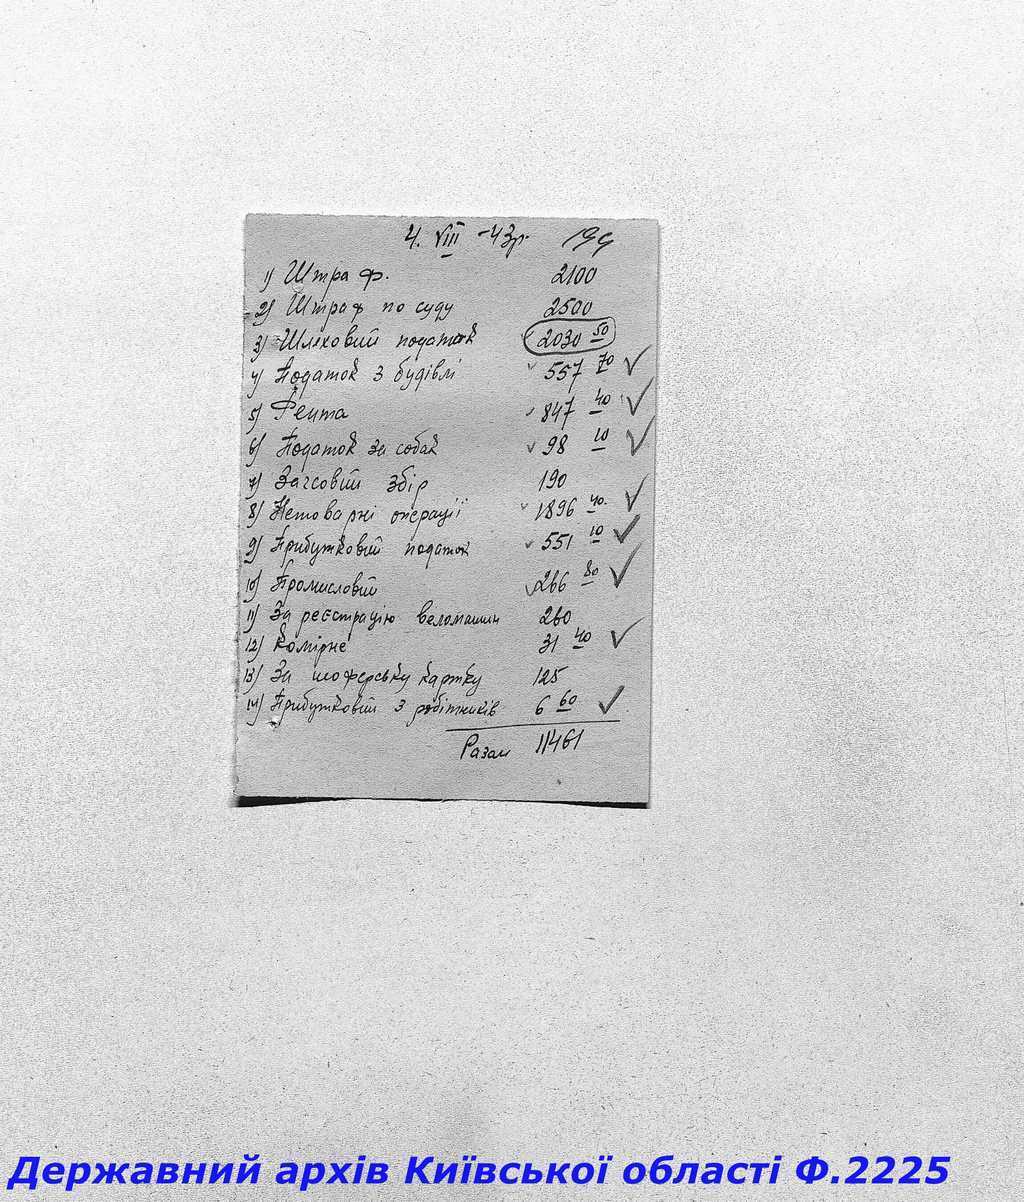 4. VIII -43р. 199
1) Штраф. 2100
2) Штраф по суду 2500
3) Шляховий податок 2030 50
4) Податок з будівлі 557 70 ✓
5) Рента 847 40 ✓
6) Податок за собак 98 10 ✓
7) Загсовий збір 190
8) Нетоварні операції 1896 40 ✓
9) Прибутковий податок 551 10 ✓
10) Промисловий 266 80 ✓
11) За реєстрацію веломашин 260
12) Комірне 31 40 ✓
13) За шоферську картку 125
14) Прибутковий з робітників 6 60 ✓
Разом 11461
Державний архів Київської області Ф.2225